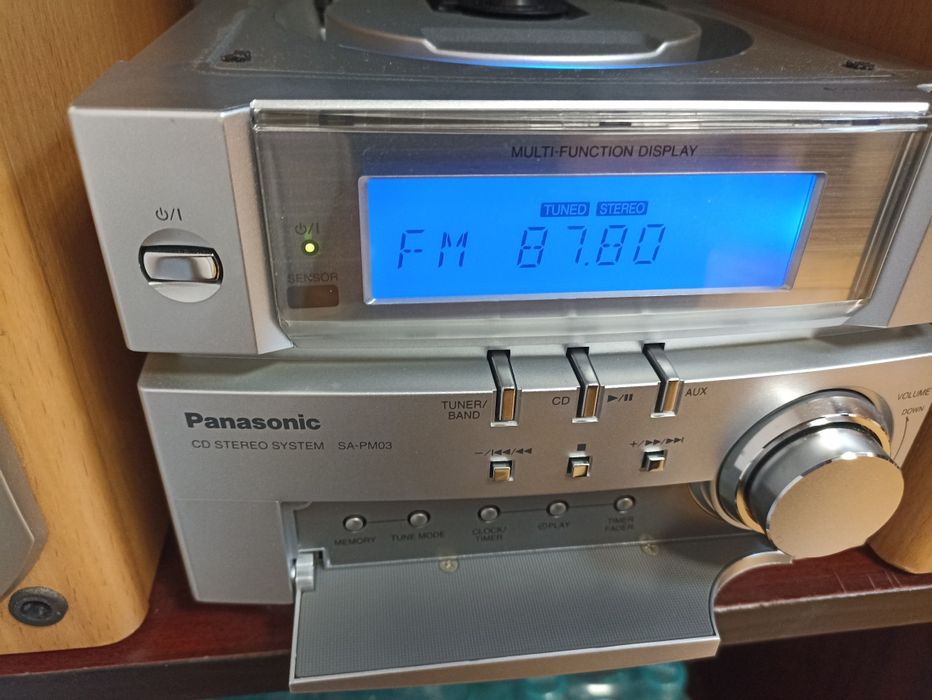 MULTI-FUNCTION DISPLAY
TUNED STEREO
FM 87.80
⏻/I
⏻/I
SENSOR
TUNER/
BAND
CD ▶/II
AUX
VOLUME
DOWN
Panasonic
CD STEREO SYSTEM SA-PM03
−/I◀◀/◀◀
■
+/▶▶/▶▶I
MEMORY
TUNE MODE
CLOCK/
TIMER
⏲PLAY
TIMER
FADER